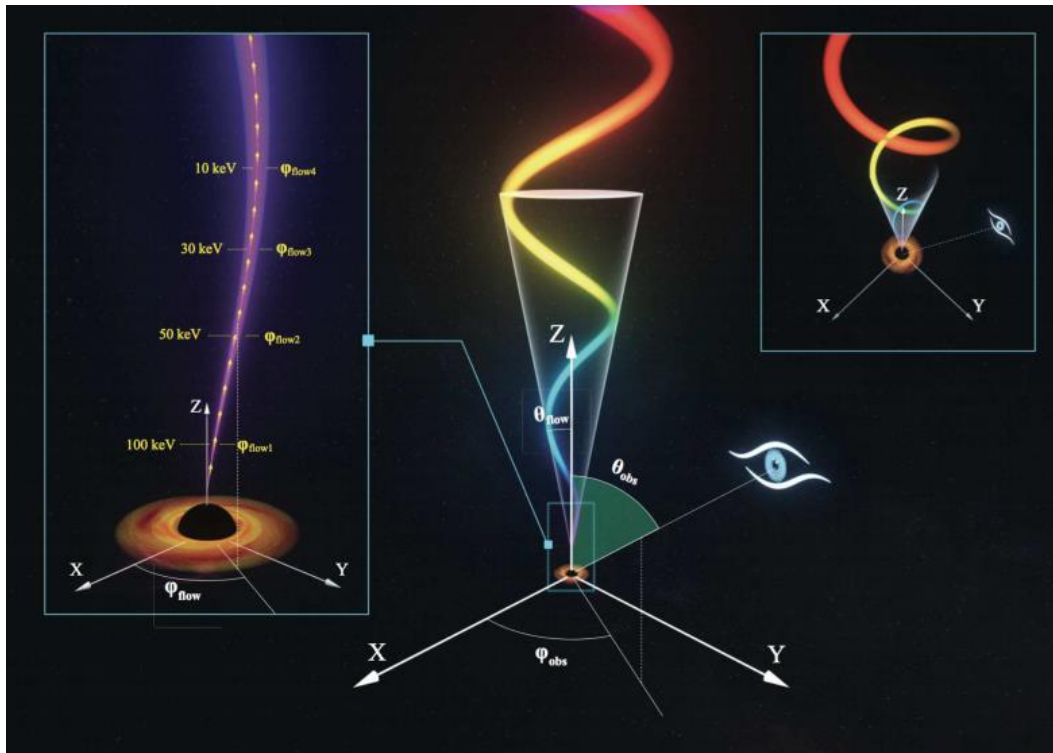 10 keV
φflow4
30 keV
φflow3
50 keV
φflow2
Z
100 keV
φflow1
X
Y
φflow
Z
θflow
θobs
X
Y
φobs
Z
X
Y